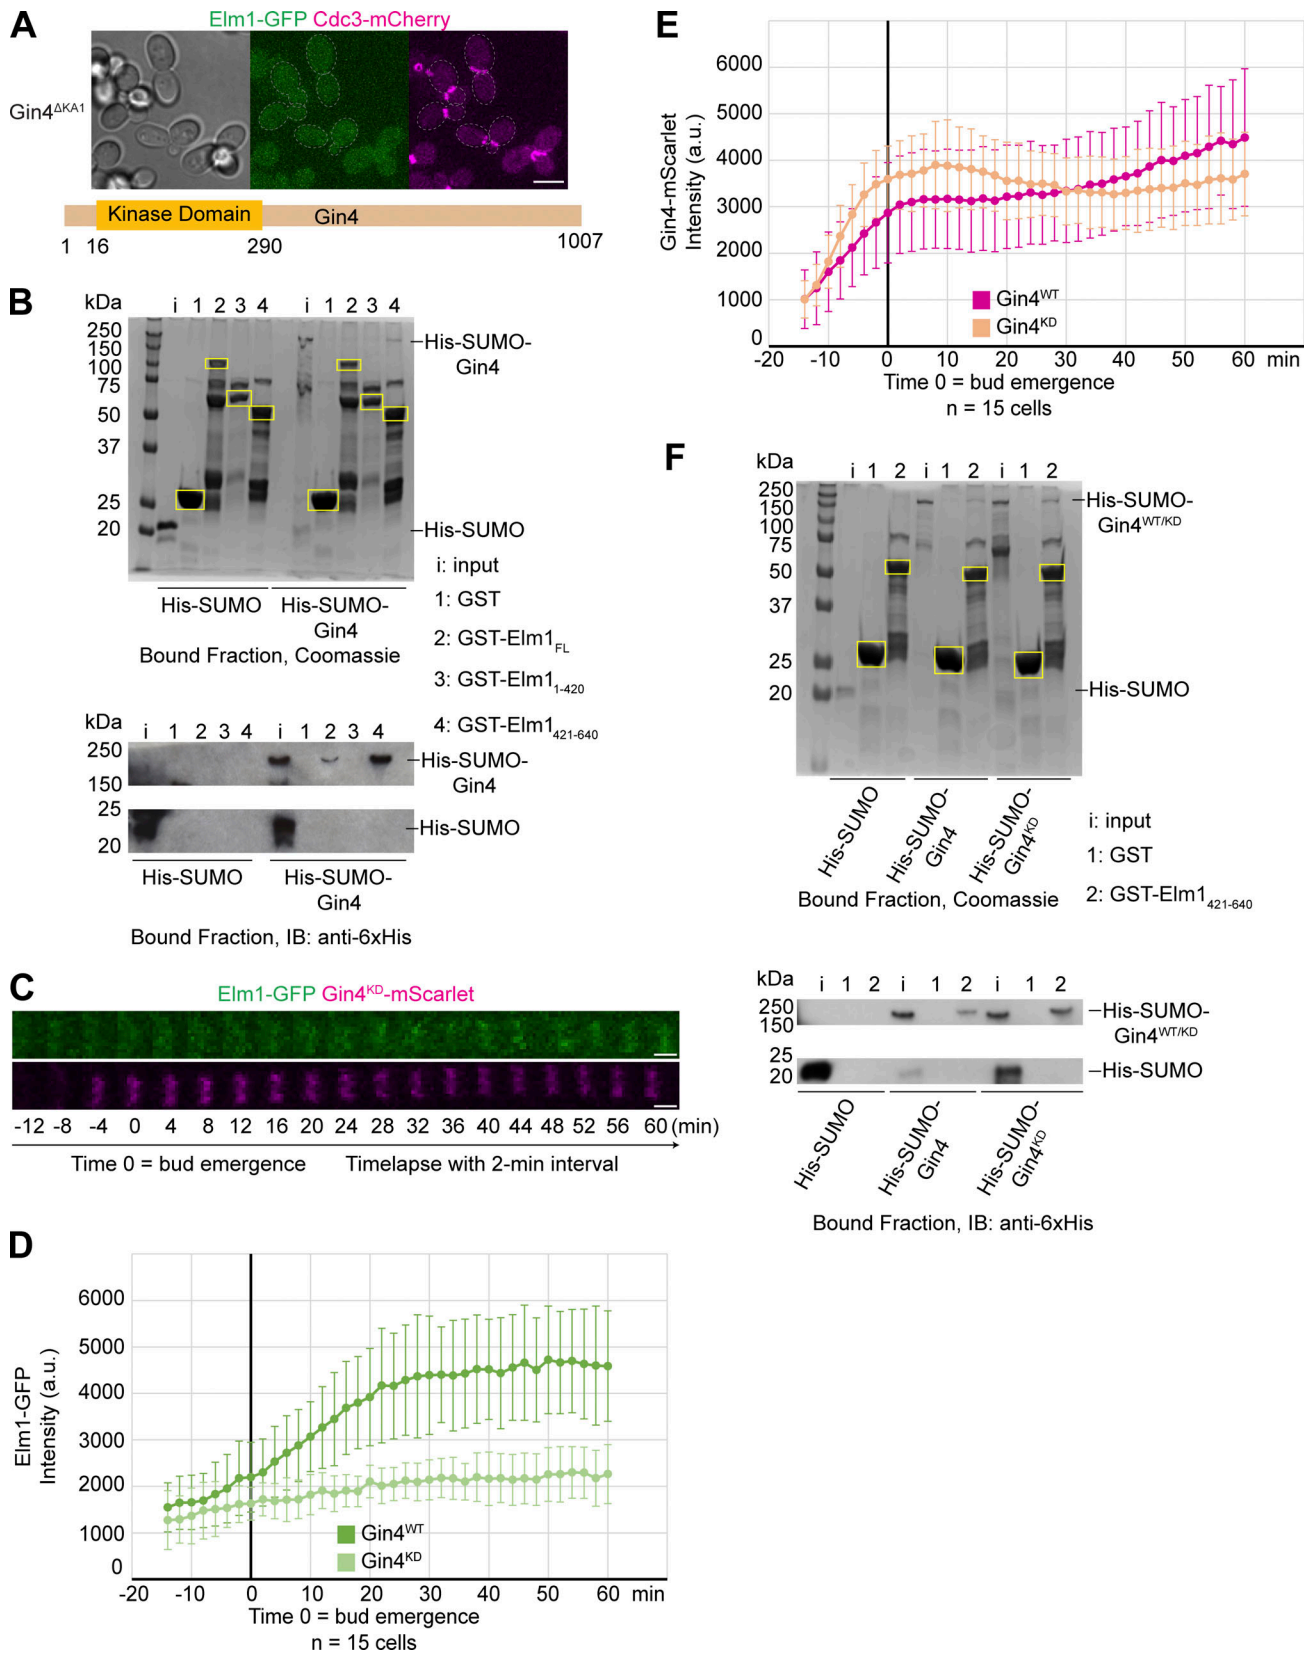 A
Elm1-GFP Cdc3-mCherry
Gin4ΔKA1
Kinase Domain
Gin4
1 16 290 1007
B
kDa i 1 2 3 4 i 1 2 3 4
250
150
100
75
50
37
25
20
His-SUMO-
Gin4
His-SUMO
His-SUMO His-SUMO-
Gin4
Bound Fraction, Coomassie
i: input
1: GST
2: GST-Elm1FL
3: GST-Elm11-420
4: GST-Elm1421-640
kDa i 1 2 3 4 i 1 2 3 4
250
150
His-SUMO-
Gin4
25
20
His-SUMO
His-SUMO His-SUMO-
Gin4
Bound Fraction, IB: anti-6xHis
C
Elm1-GFP Gin4KD-mScarlet
-12 -8 -4 0 4 8 12 16 20 24 28 32 36 40 44 48 52 56 60 (min)
Time 0 = bud emergence Timelapse with 2-min interval
D
Elm1-GFP
Intensity (a.u.)
6000
5000
4000
3000
2000
1000
0
Gin4WT
Gin4KD
-20 -10 0 10 20 30 40 50 60 min
Time 0 = bud emergence
n = 15 cells
E
Gin4-mScarlet
Intensity (a.u.)
6000
5000
4000
3000
2000
1000
0
Gin4WT
Gin4KD
-20 -10 0 10 20 30 40 50 60 min
Time 0 = bud emergence
n = 15 cells
F
kDa i 1 2 i 1 2 i 1 2
250
150
100
75
50
37
25
20
His-SUMO-
Gin4WT/KD
His-SUMO
His-SUMO
His-SUMO-
Gin4
His-SUMO-
Gin4KD
Bound Fraction, Coomassie
i: input
1: GST
2: GST-Elm1421-640
kDa i 1 2 i 1 2 i 1 2
250
150
His-SUMO-
Gin4WT/KD
25
20
His-SUMO
His-SUMO
His-SUMO-
Gin4
His-SUMO-
Gin4KD
Bound Fraction, IB: anti-6xHis